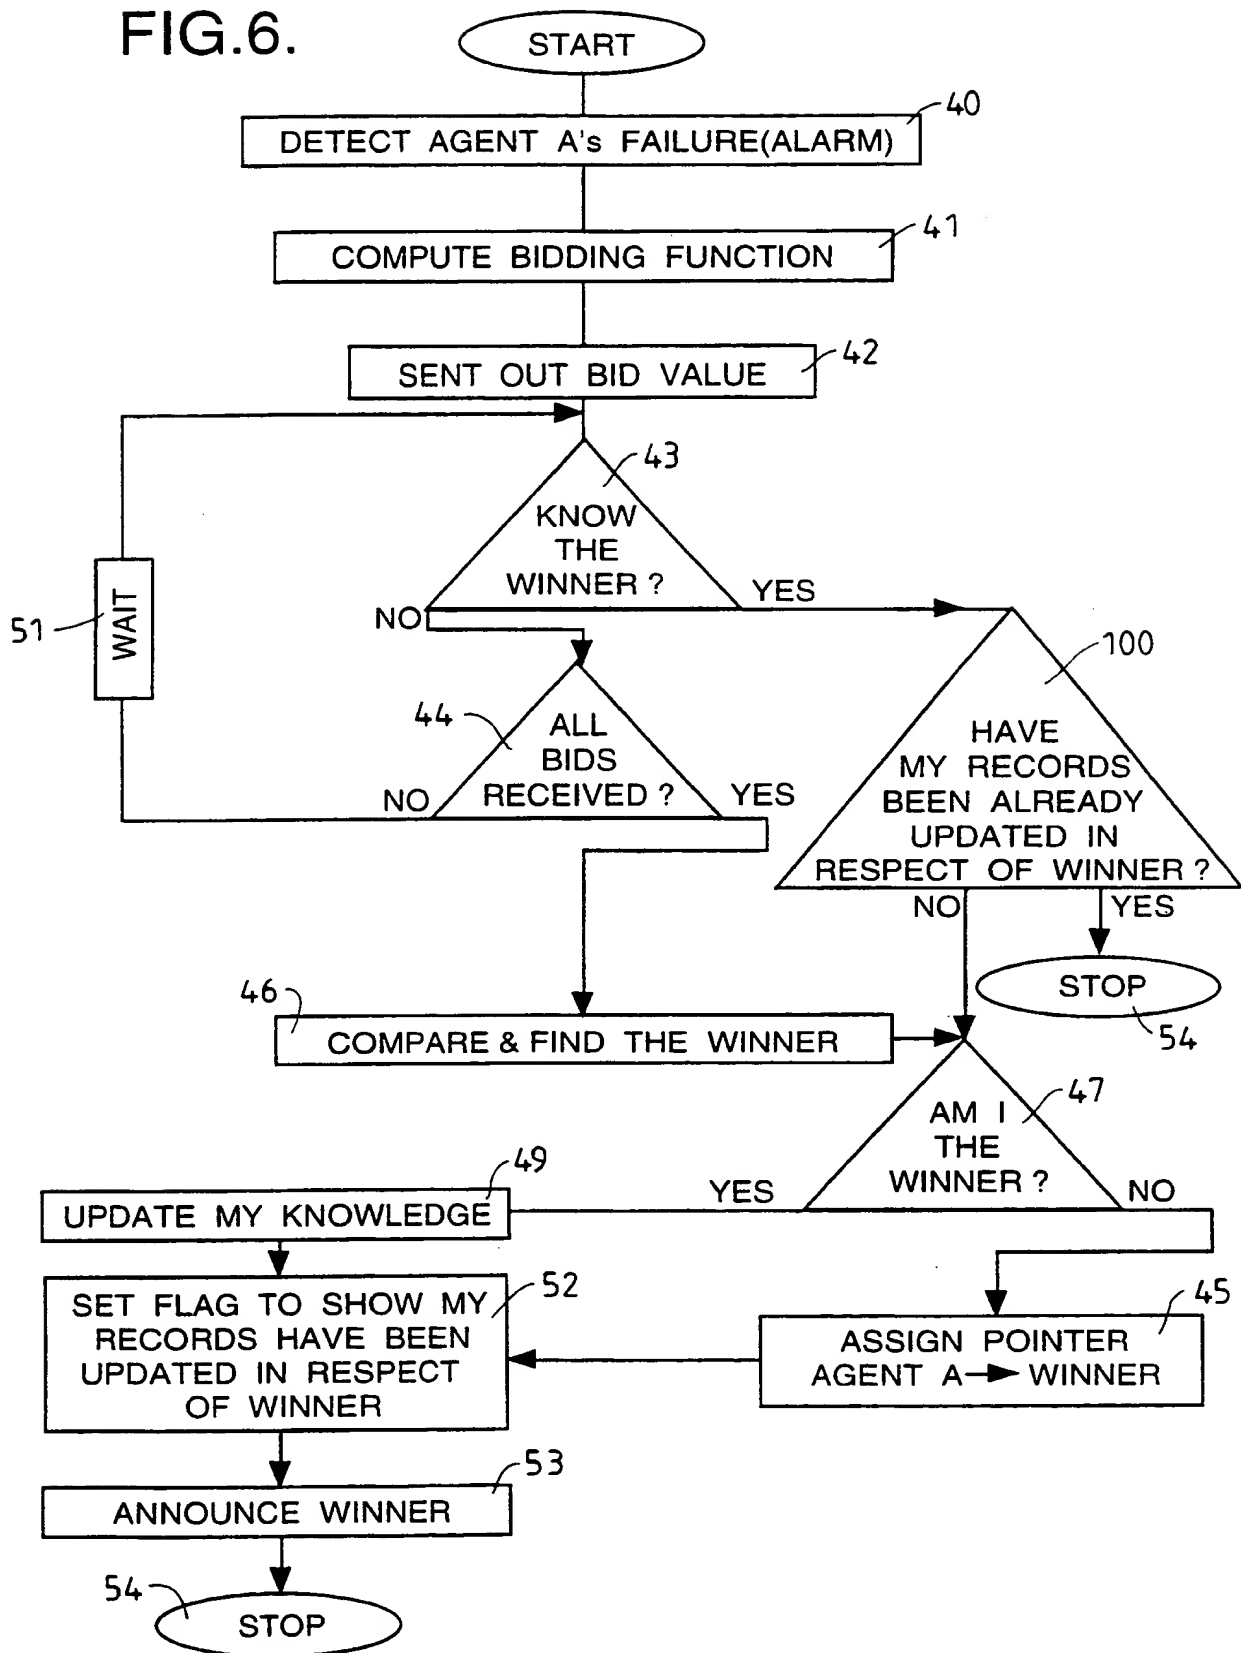 FIG.6.
START
40
DETECT AGENT A's FAILURE(ALARM)
41
COMPUTE BIDDING FUNCTION
42
SENT OUT BID VALUE
43
KNOW
THE
WINNER ?
NO
YES
51
WAIT
100
44
ALL
BIDS
RECEIVED ?
NO
YES
HAVE
MY RECORDS
BEEN ALREADY
UPDATED IN
RESPECT OF WINNER ?
NO
YES
STOP
54
46
COMPARE & FIND THE WINNER
47
AM I
THE
WINNER ?
YES
NO
49
UPDATE MY KNOWLEDGE
52
SET FLAG TO SHOW MY
RECORDS HAVE BEEN
UPDATED IN RESPECT
OF WINNER
45
ASSIGN POINTER
AGENT A → WINNER
53
ANNOUNCE WINNER
54
STOP